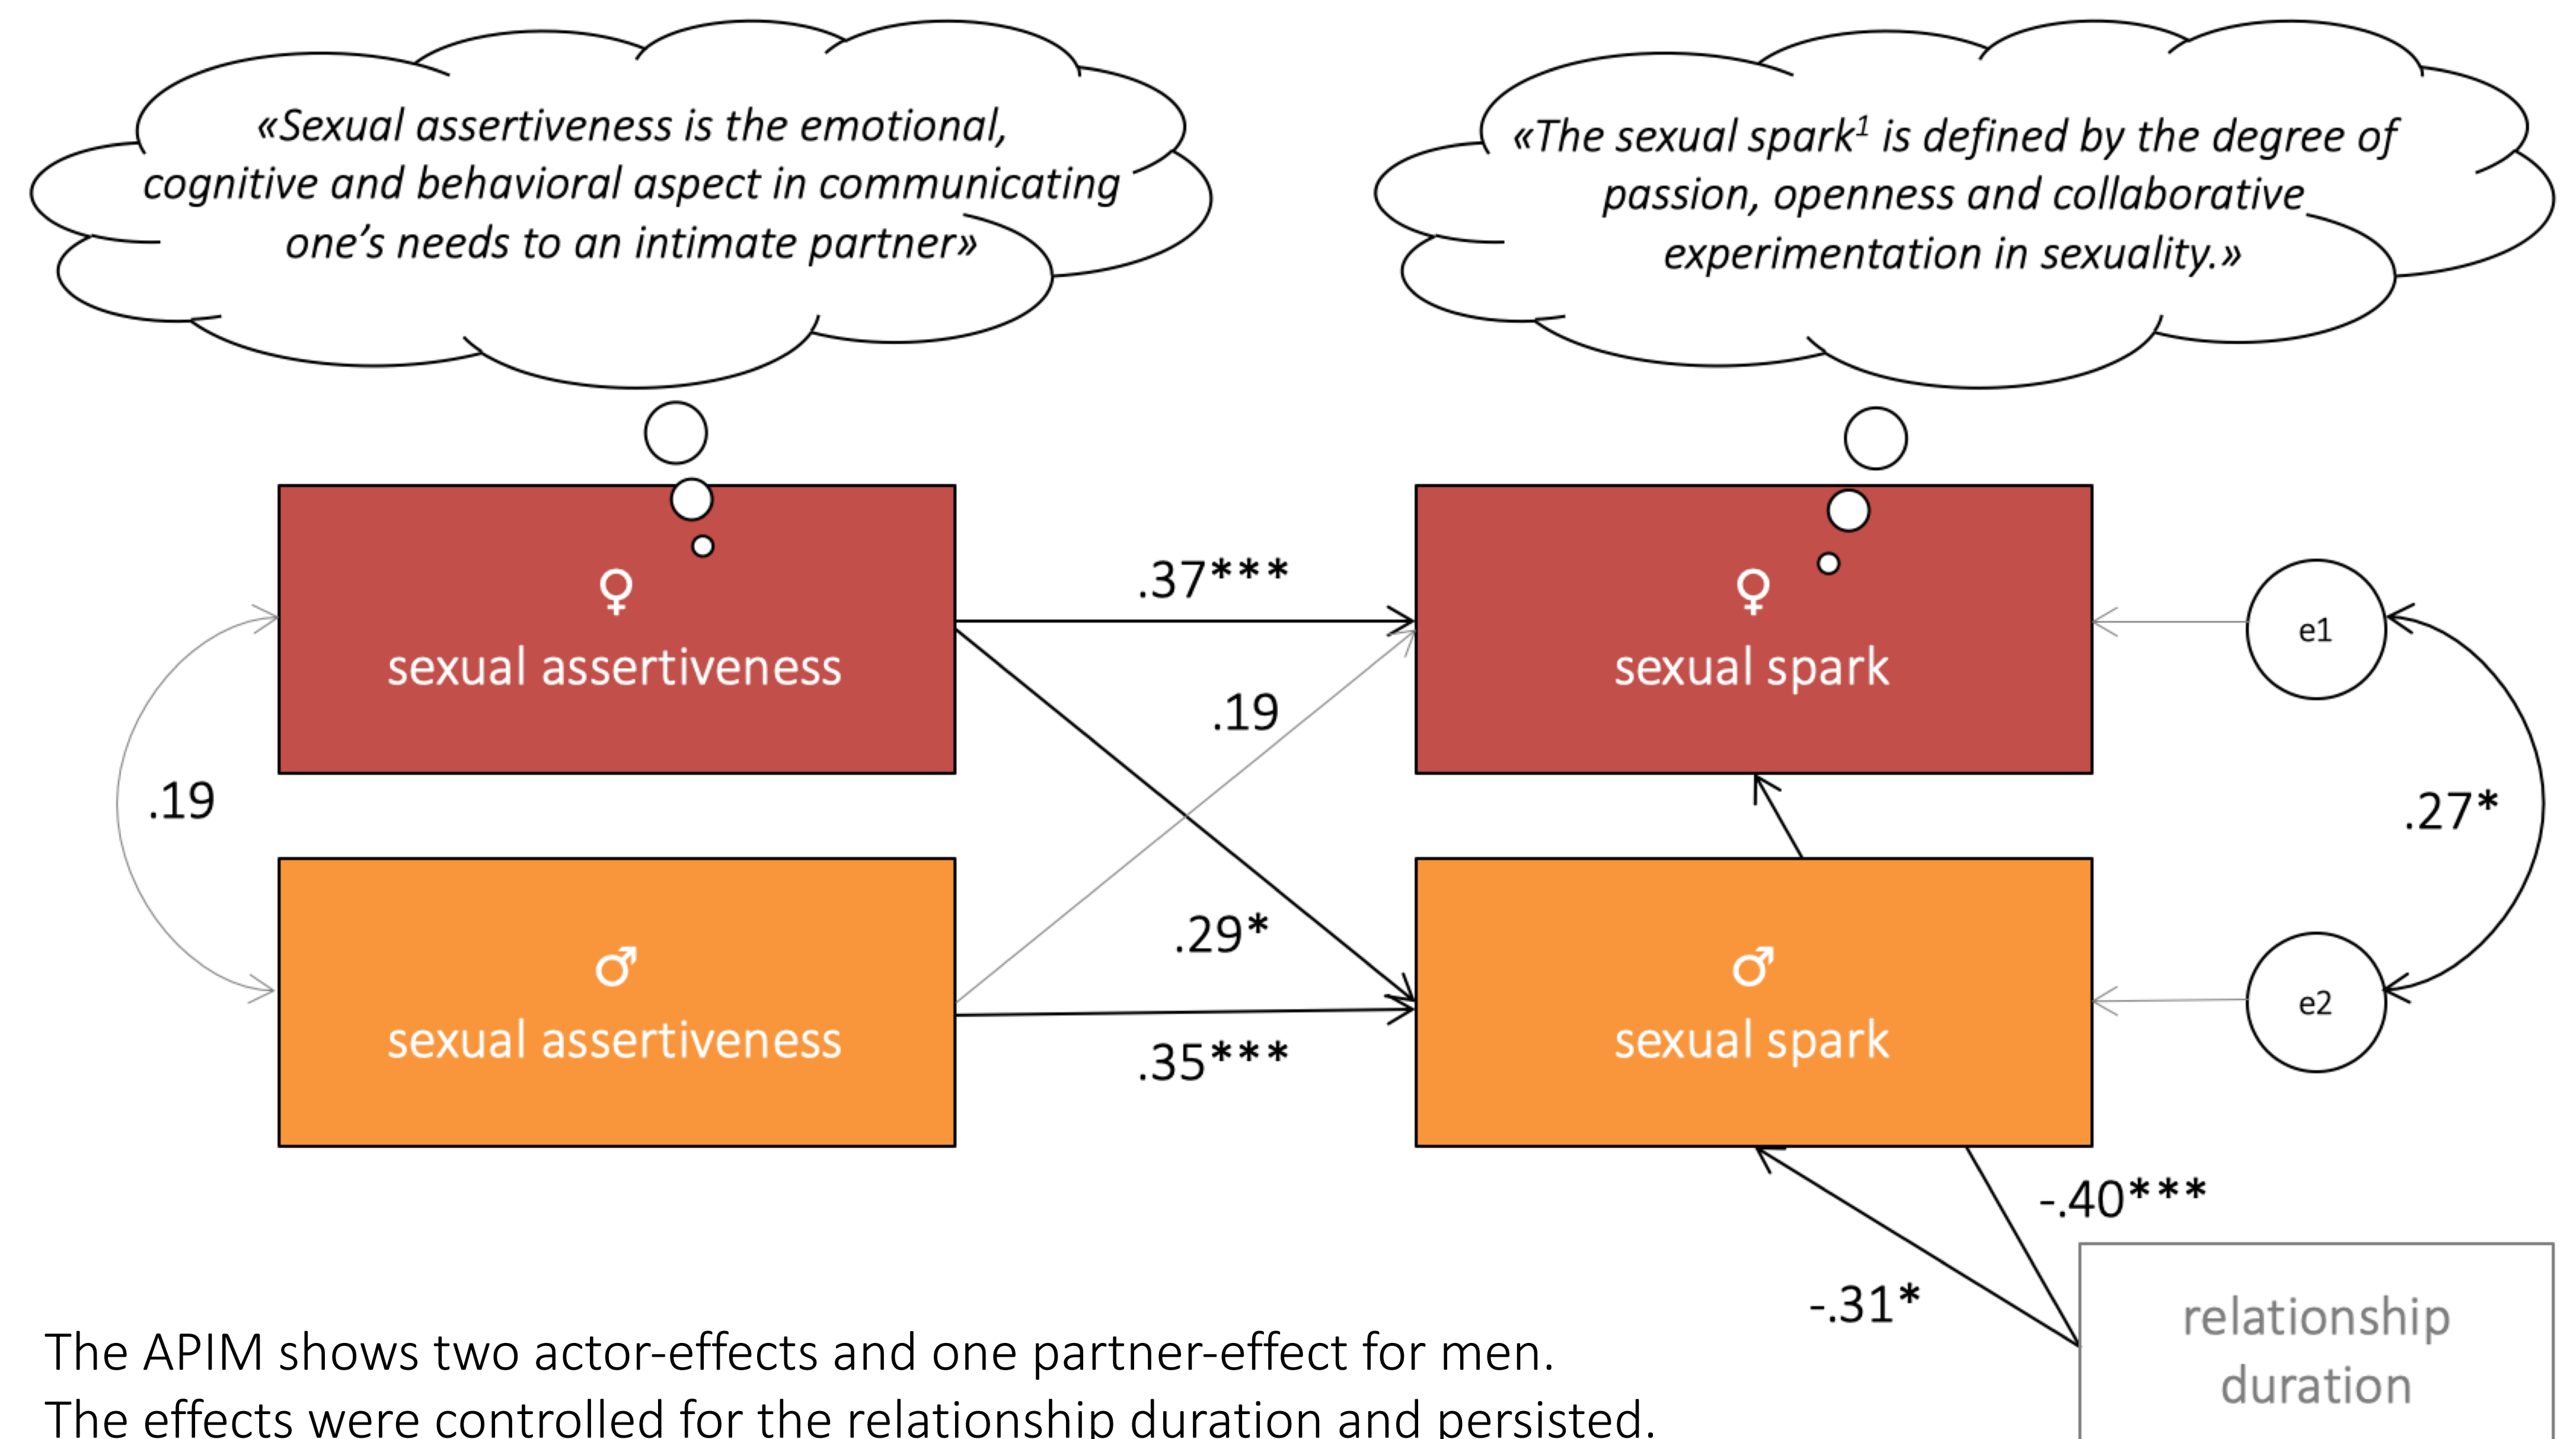 «Sexual assertiveness is the emotional,
cognitive and behavioral aspect in communicating
one’s needs to an intimate partner»
«The sexual spark¹ is defined by the degree of
passion, openness and collaborative
experimentation in sexuality.»
♀
sexual assertiveness
.37***
♀
sexual spark
e1
.19
.19
.27*
.29*
♂
sexual assertiveness
.35***
♂
sexual spark
e2
-.40***
-.31*
relationship
duration
The APIM shows two actor-effects and one partner-effect for men.
The effects were controlled for the relationship duration and persisted.